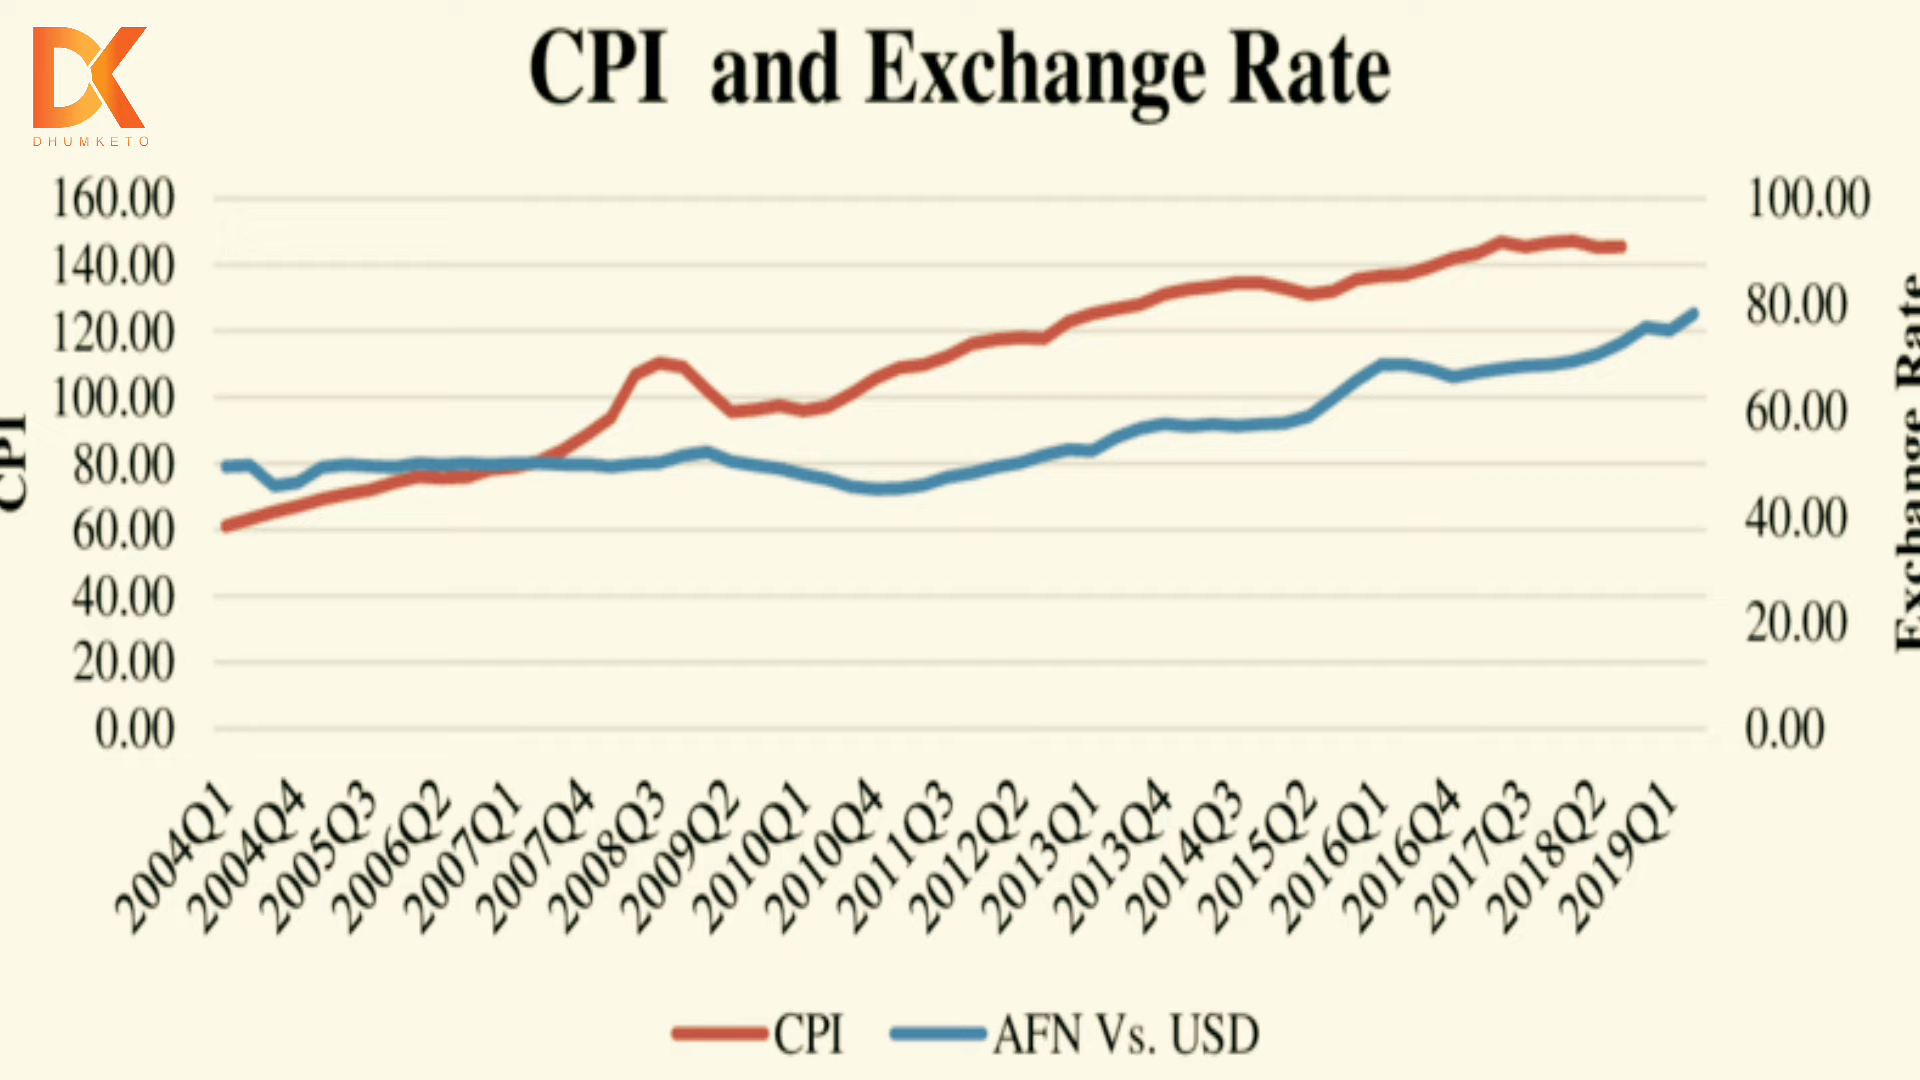 DK
DHUMKETO
CPI and Exchange Rate
160.00
140.00
120.00
100.00
80.00
60.00
40.00
20.00
0.00
CPI
100.00
80.00
60.00
40.00
20.00
0.00
Exchange Rate
2004Q1
2004Q4
2005Q3
2006Q2
2007Q1
2007Q4
2008Q3
2009Q2
2010Q1
2010Q4
2011Q3
2012Q2
2013Q1
2013Q4
2014Q3
2015Q2
2016Q1
2016Q4
2017Q3
2018Q2
2019Q1
CPI
AFN Vs. USD